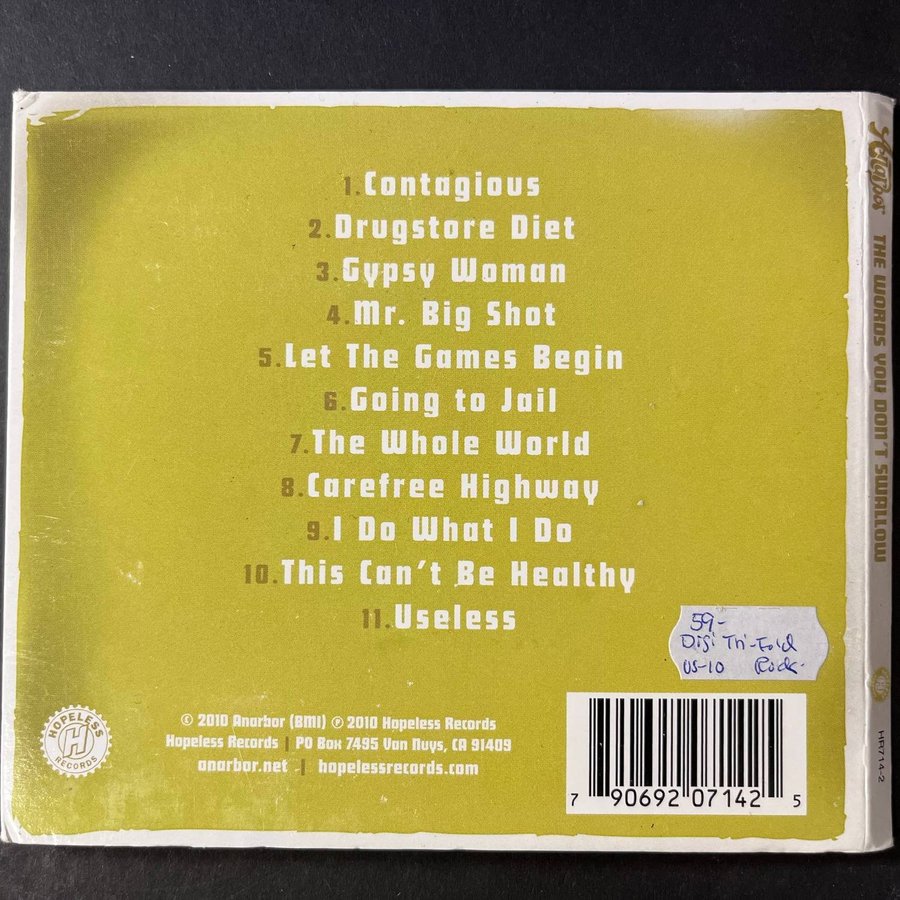 1.Contagious
2.Drugstore Diet
3.Gypsy Woman
4.Mr. Big Shot
5.Let The Games Begin
6.Going to Jail
7.The Whole World
8.Carefree Highway
9.I Do What I Do
10.This Can't Be Healthy
11.Useless
59-
Digi Tri-Fold
US-10 Rock-
© 2010 Anarbor (BMI) ℗ 2010 Hopeless Records
Hopeless Records | PO Box 7495 Van Nuys, CA 91409
anarbor.net | hopelessrecords.com
HOPELESS
H
RECORDS
7 90692 07142 5
Anarbor THE WORDS YOU DON'T SWALLOW
HR714-2